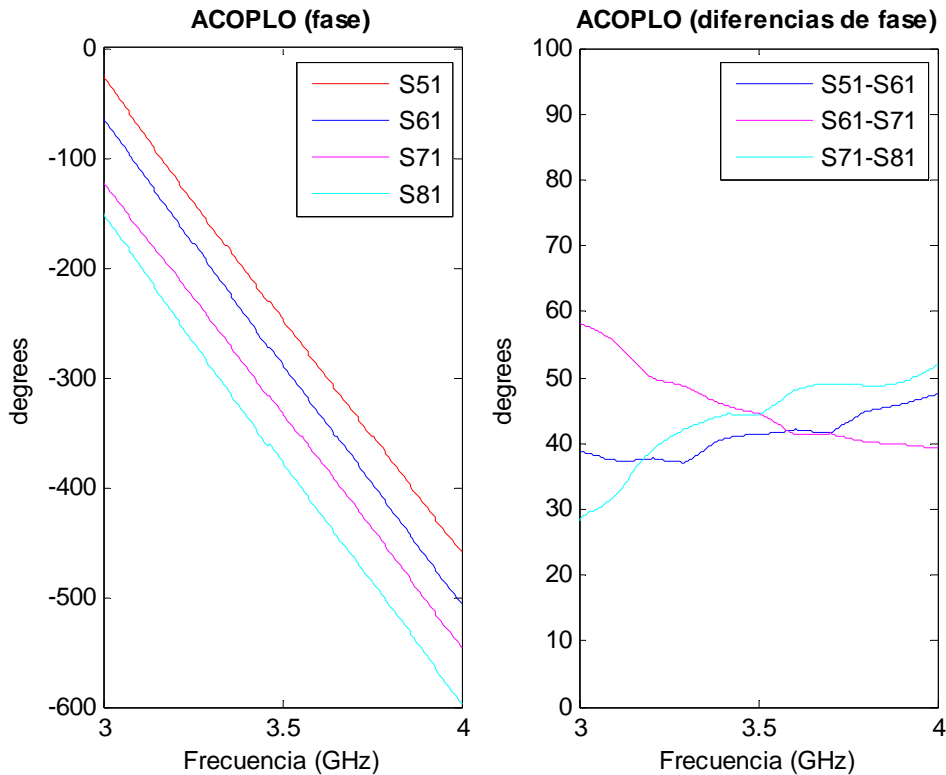 ACOPLO (fase)
0
-100
-200
-300
-400
-500
-600
degrees
S51
S61
S71
S81
3
3.5
4
Frecuencia (GHz)
ACOPLO (diferencias de fase)
100
90
80
70
60
50
40
30
20
10
0
degrees
S51-S61
S61-S71
S71-S81
3
3.5
4
Frecuencia (GHz)